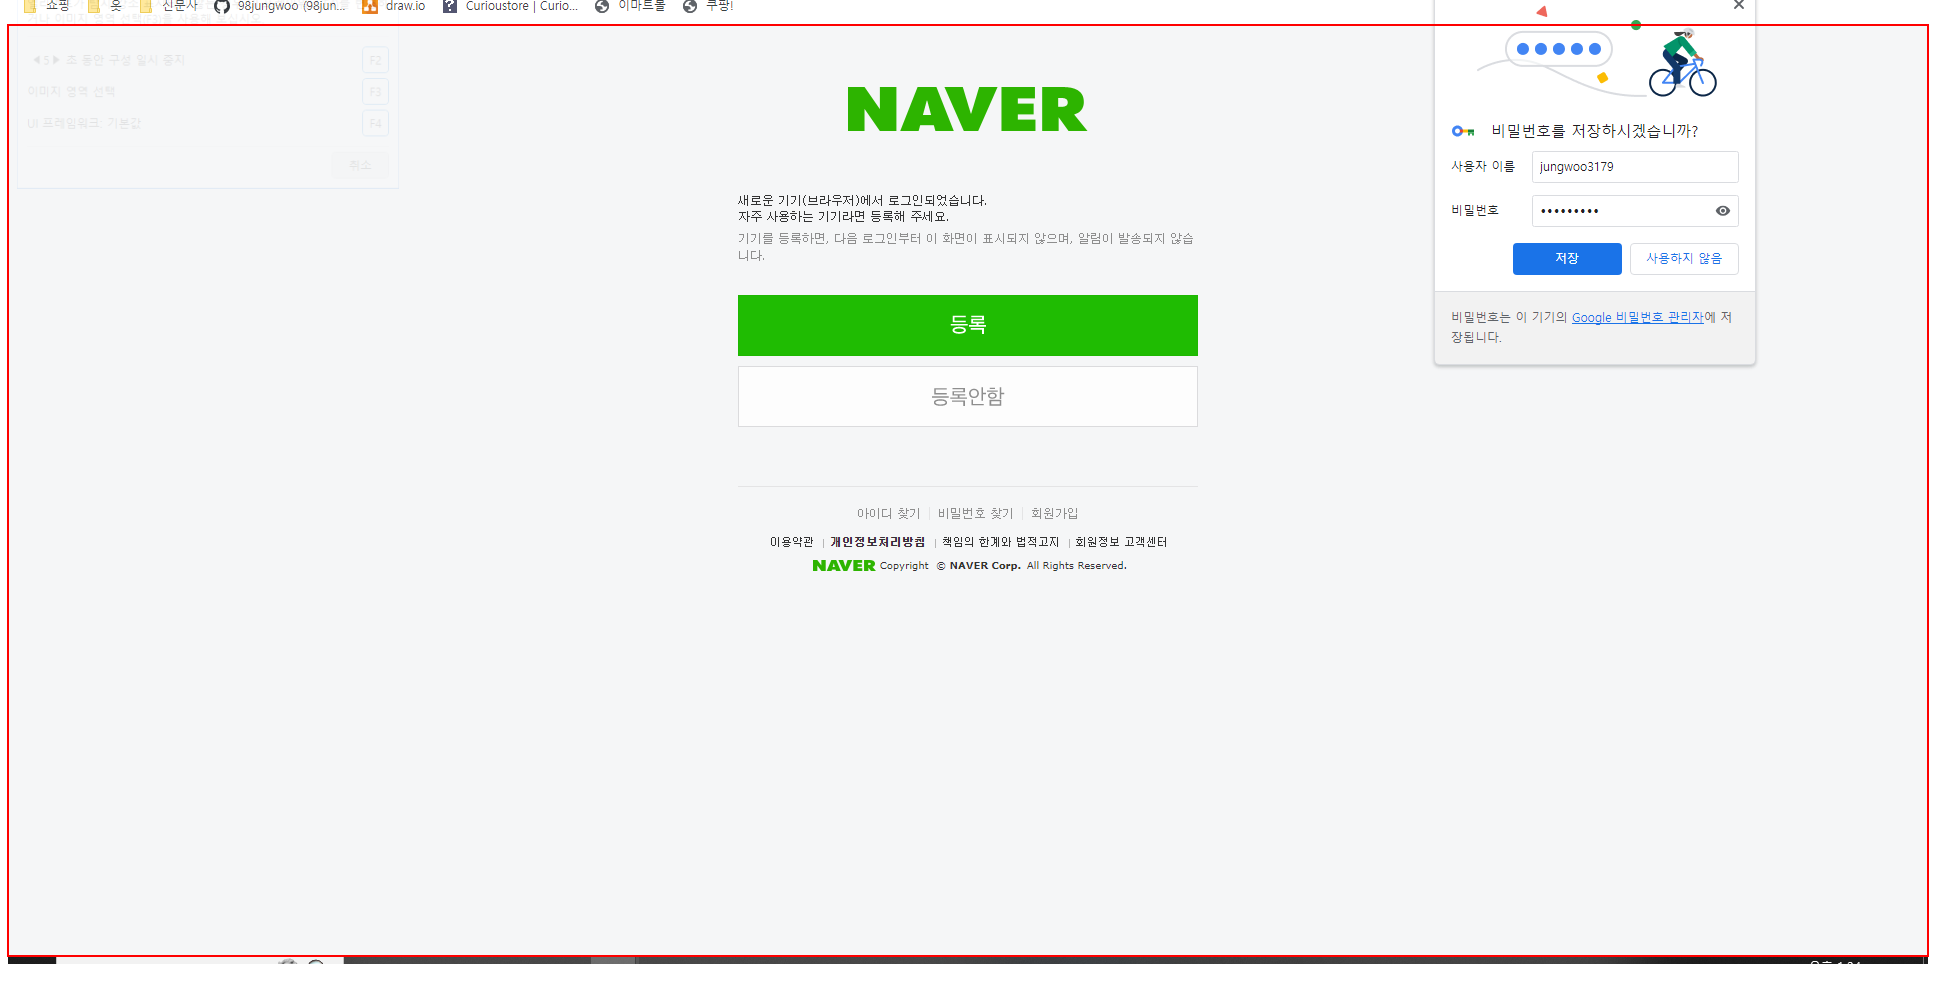 쇼핑 옷 신문사 98jungwoo (98jun... draw.io Curioustore | Curio... 이마트몰 쿠팡!
5 초 동안 구성 일시 중지 F2
이미지 영역 선택 F3
UI 프레임워크: 기본값 F4
취소
NAVER
새로운 기기(브라우저)에서 로그인되었습니다.
자주 사용하는 기기라면 등록해 주세요.
기기를 등록하면, 다음 로그인부터 이 화면이 표시되지 않으며, 알림이 발송되지 않습
니다.
등록
등록안함
아이디 찾기 비밀번호 찾기 회원가입
이용약관 개인정보처리방침 책임의 한계와 법적고지 회원정보 고객센터
NAVER Copyright © NAVER Corp. All Rights Reserved.
비밀번호를 저장하시겠습니까?
사용자 이름 jungwoo3179
비밀번호 •••••••••
저장 사용하지 않음
비밀번호는 이 기기의 Google 비밀번호 관리자에 저
장됩니다.